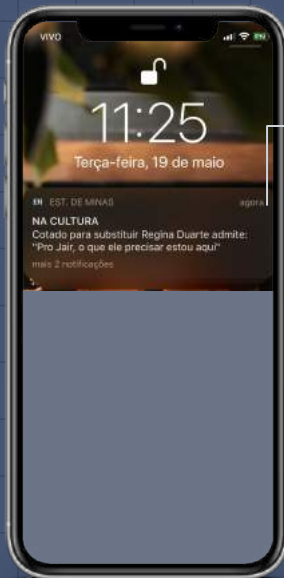 VIVO
11:25
Terça-feira, 19 de maio
EM EST. DE MINAS agora
NA CULTURA
Cotado para substituir Regina Duarte admite:
"Pro Jair, o que ele precisar estou aqui"
mais 2 notificações